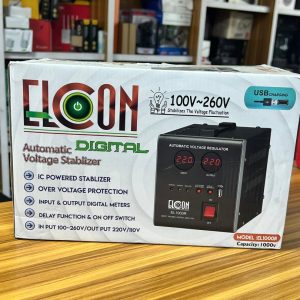 ELCON
DIGITAL
Automatic
Voltage Stablizer
IC POWERED STABLIZER
OVER VOLTAGE PROTECTION
INPUT & OUTPUT DIGITAL METERS
DELAY FUNCTION & ON OFF SWITCH
IN PUT 100-260V/OUT PUT 220V/110V
100V~260V
Stabilizes The Voltage Fluctuation
USB CHARGING
AUTOMATIC VOLTAGE REGULATOR
220 220
ELCON
EL1000R
MODEL :EL1000R
Capacity: 1000v